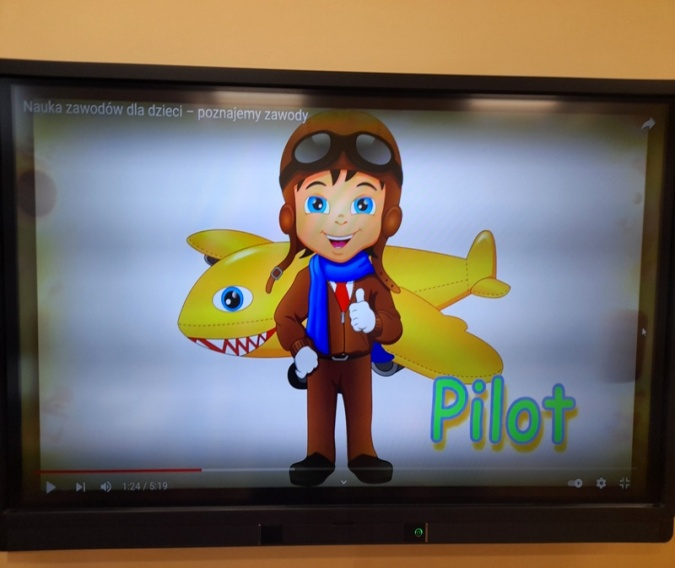 Nauka zawodów dla dzieci – poznajemy zawody
Pilot
1:24 / 5:19